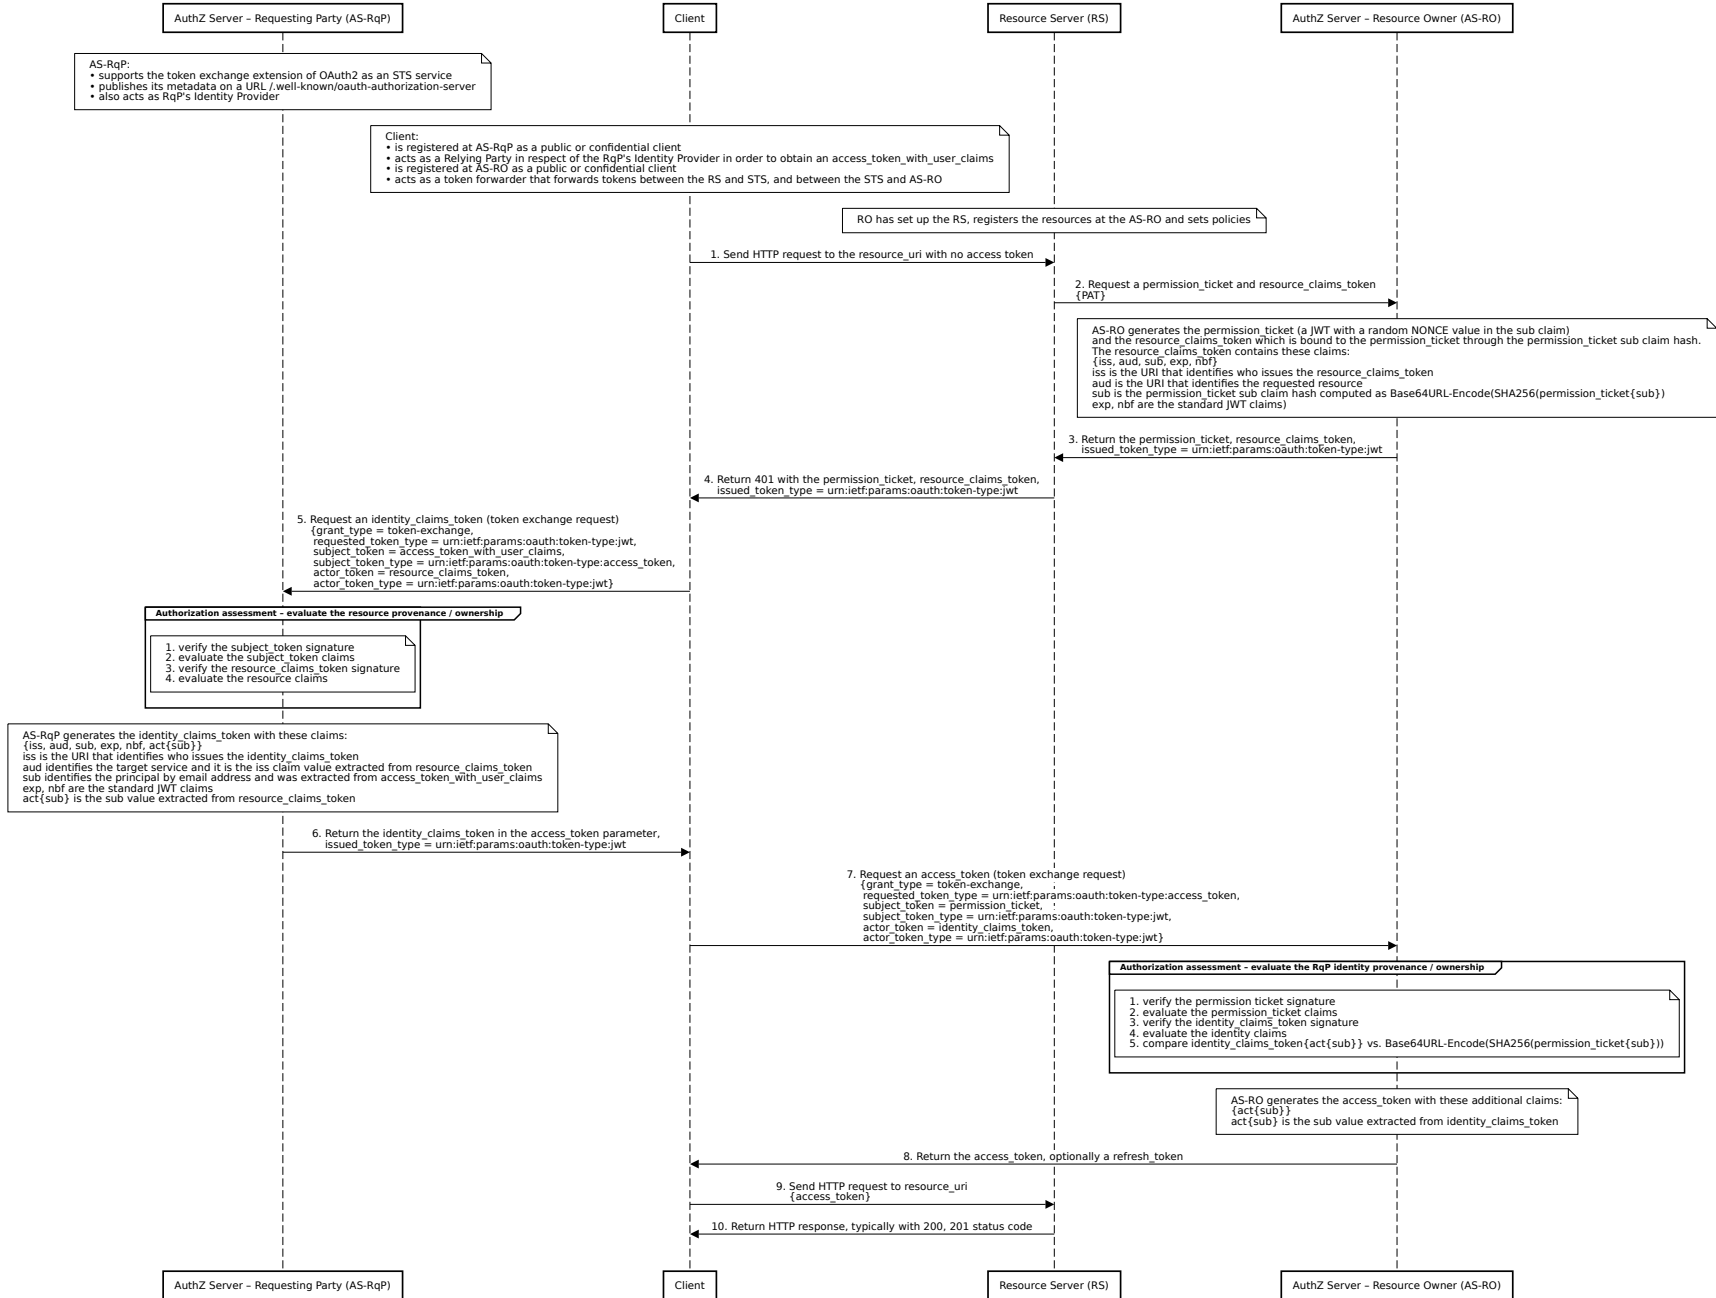 AuthZ Server – Requesting Party (AS-RqP)
Client
Resource Server (RS)
AuthZ Server – Resource Owner (AS-RO)
AS-RqP:
• supports the token exchange extension of OAuth2 as an STS service
• publishes its metadata on a URL /.well-known/oauth-authorization-server
• also acts as RqP's Identity Provider
Client:
• is registered at AS-RqP as a public or confidential client
• acts as a Relying Party in respect of the RqP's Identity Provider in order to obtain an access_token_with_user_claims
• is registered at AS-RO as a public or confidential client
• acts as a token forwarder that forwards tokens between the RS and STS, and between the STS and AS-RO
RO has set up the RS, registers the resources at the AS-RO and sets policies
1. Send HTTP request to the resource_uri with no access token
2. Request a permission_ticket and resource_claims_token
{PAT}
AS-RO generates the permission_ticket (a JWT with a random NONCE value in the sub claim)
and the resource_claims_token which is bound to the permission_ticket through the permission_ticket sub claim hash.
The resource_claims_token contains these claims:
{iss, aud, sub, exp, nbf}
iss is the URI that identifies who issues the resource_claims_token
aud is the URI that identifies the requested resource
sub is the permission_ticket sub claim hash computed as Base64URL-Encode(SHA256(permission_ticket{sub})
exp, nbf are the standard JWT claims)
3. Return the permission_ticket, resource_claims_token,
issued_token_type = urn:ietf:params:oauth:token-type:jwt
4. Return 401 with the permission_ticket, resource_claims_token,
issued_token_type = urn:ietf:params:oauth:token-type:jwt
5. Request an identity_claims_token (token exchange request)
{grant_type = token-exchange,
requested_token_type = urn:ietf:params:oauth:token-type:jwt,
subject_token = access_token_with_user_claims,
subject_token_type = urn:ietf:params:oauth:token-type:access_token,
actor_token = resource_claims_token,
actor_token_type = urn:ietf:params:oauth:token-type:jwt}
Authorization assessment – evaluate the resource provenance / ownership
1. verify the subject_token signature
2. evaluate the subject_token claims
3. verify the resource_claims_token signature
4. evaluate the resource claims
AS-RqP generates the identity_claims_token with these claims:
{iss, aud, sub, exp, nbf, act{sub}}
iss is the URI that identifies who issues the identity_claims_token
aud identifies the target service and it is the iss claim value extracted from resource_claims_token
sub identifies the principal by email address and was extracted from access_token_with_user_claims
exp, nbf are the standard JWT claims
act{sub} is the sub value extracted from resource_claims_token
6. Return the identity_claims_token in the access_token parameter,
issued_token_type = urn:ietf:params:oauth:token-type:jwt
7. Request an access_token (token exchange request)
{grant_type = token-exchange,
requested_token_type = urn:ietf:params:oauth:token-type:access_token,
subject_token = permission_ticket,
subject_token_type = urn:ietf:params:oauth:token-type:jwt,
actor_token = identity_claims_token,
actor_token_type = urn:ietf:params:oauth:token-type:jwt}
Authorization assessment – evaluate the RqP identity provenance / ownership
1. verify the permission ticket signature
2. evaluate the permission_ticket claims
3. verify the identity_claims_token signature
4. evaluate the identity claims
5. compare identity_claims_token{act{sub}} vs. Base64URL-Encode(SHA256(permission_ticket{sub}))
AS-RO generates the access_token with these additional claims:
{act{sub}}
act{sub} is the sub value extracted from identity_claims_token
8. Return the access_token, optionally a refresh_token
9. Send HTTP request to resource_uri
{access_token}
10. Return HTTP response, typically with 200, 201 status code
AuthZ Server – Requesting Party (AS-RqP)
Client
Resource Server (RS)
AuthZ Server – Resource Owner (AS-RO)